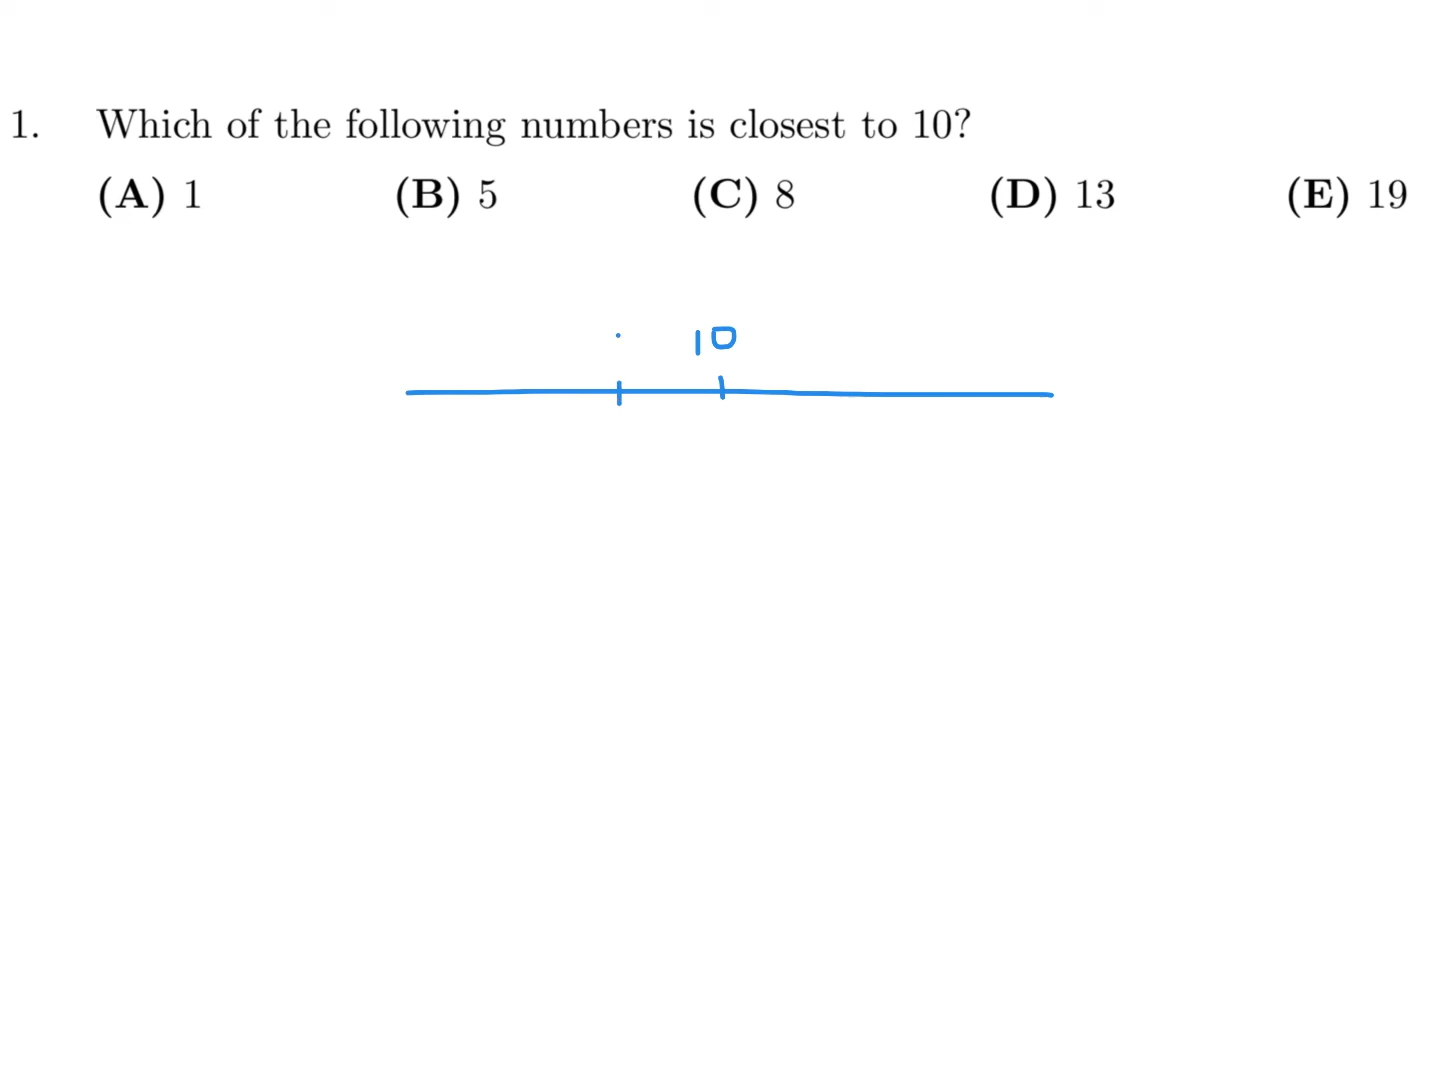 1. Which of the following numbers is closest to 10?
(A) 1 (B) 5 (C) 8 (D) 13 (E) 19
10